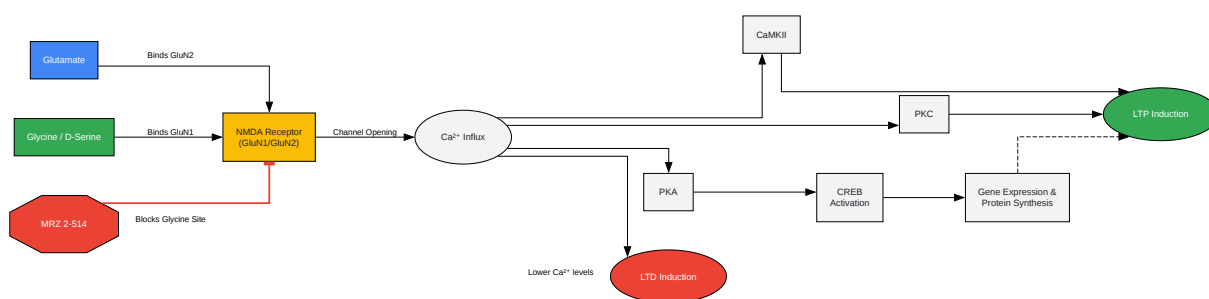 CaMKII
Glutamate
Binds GluN2
Glycine / D-Serine
Binds GluN1
NMDA Receptor
(GluN1/GluN2)
Channel Opening
Ca²⁺ Influx
PKC
LTP Induction
PKA
CREB
Activation
Gene Expression &
Protein Synthesis
MRZ 2-514
Blocks Glycine Site
Lower Ca²⁺ levels
LTD Induction